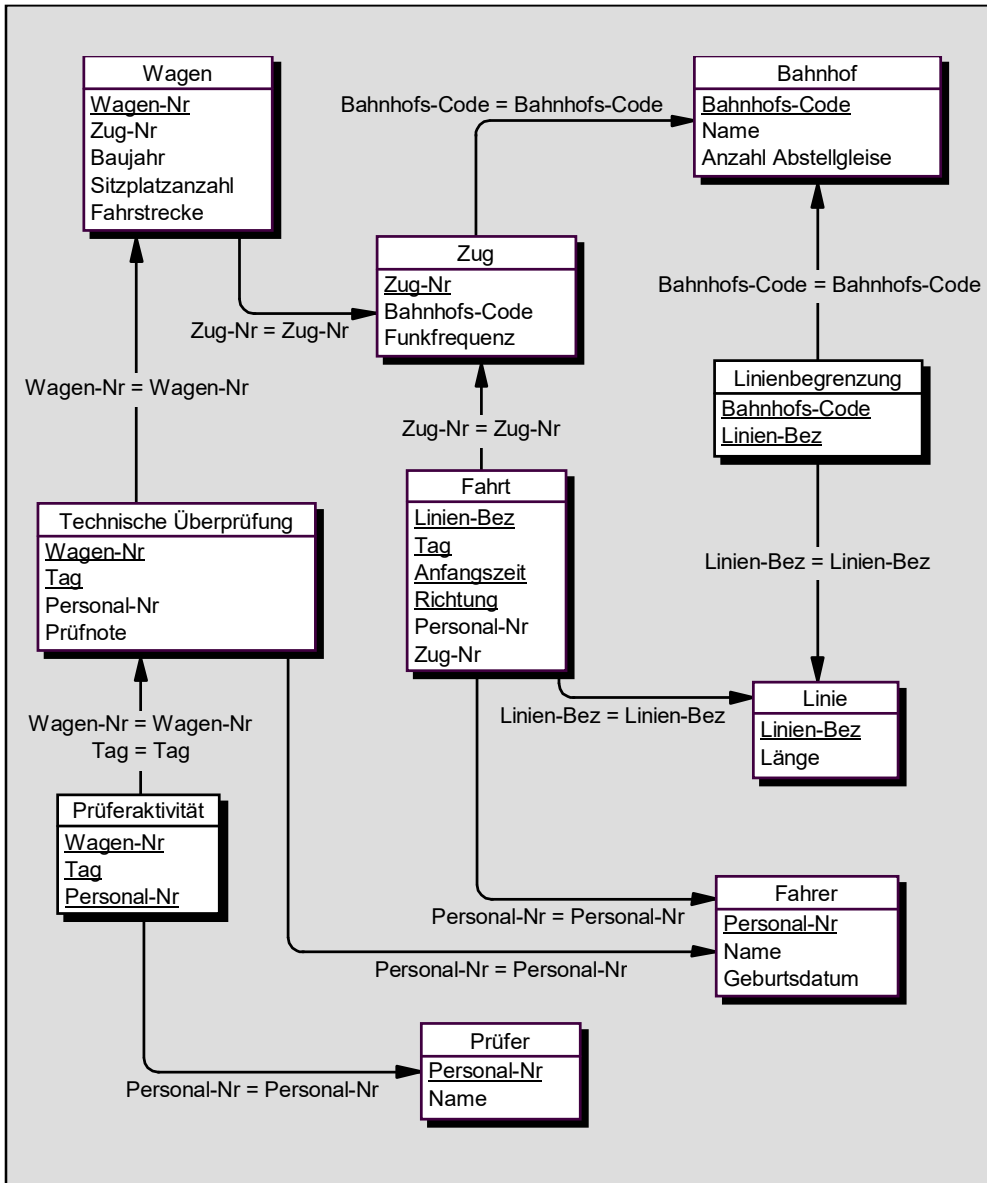 Wagen
Wagen-Nr
Zug-Nr
Baujahr
Sitzplatzanzahl
Fahrstrecke
Bahnhofs-Code = Bahnhofs-Code
Bahnhof
Bahnhofs-Code
Name
Anzahl Abstellgleise
Zug
Zug-Nr
Bahnhofs-Code
Funkfrequenz
Zug-Nr = Zug-Nr
Bahnhofs-Code = Bahnhofs-Code
Wagen-Nr = Wagen-Nr
Zug-Nr = Zug-Nr
Linienbegrenzung
Bahnhofs-Code
Linien-Bez
Technische Überprüfung
Wagen-Nr
Tag
Personal-Nr
Prüfnote
Fahrt
Linien-Bez
Tag
Anfangszeit
Richtung
Personal-Nr
Zug-Nr
Linien-Bez = Linien-Bez
Wagen-Nr = Wagen-Nr
Tag = Tag
Linien-Bez = Linien-Bez
Linie
Linien-Bez
Länge
Prüferaktivität
Wagen-Nr
Tag
Personal-Nr
Personal-Nr = Personal-Nr
Fahrer
Personal-Nr
Name
Geburtsdatum
Personal-Nr = Personal-Nr
Personal-Nr = Personal-Nr
Prüfer
Personal-Nr
Name